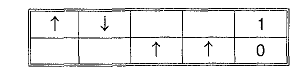 ↑ ↓ 1
↑ ↑ 0